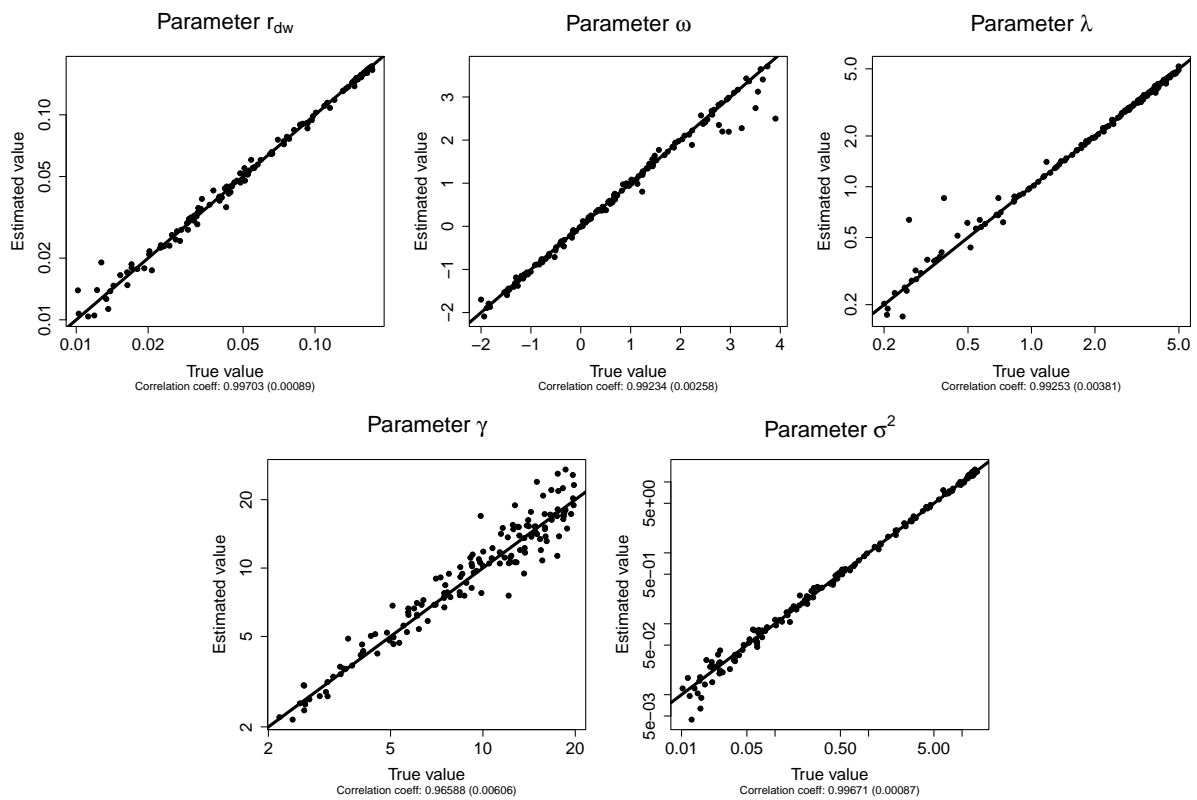 Parameter r_dw
Parameter ω
Parameter λ
Estimated value
0.01
0.02
0.05
0.10
0.01
0.02
0.05
0.10
True value
Correlation coeff: 0.99703 (0.00089)
Estimated value
−2
−1
0
1
2
3
−2
−1
0
1
2
3
4
True value
Correlation coeff: 0.99234 (0.00258)
Estimated value
0.2
0.5
1.0
2.0
5.0
0.2
0.5
1.0
2.0
5.0
True value
Correlation coeff: 0.99253 (0.00381)
Parameter γ
Parameter σ²
Estimated value
2
5
10
20
2
5
10
20
True value
Correlation coeff: 0.96588 (0.00606)
Estimated value
5e−03
5e−02
5e−01
5e+00
0.01
0.05
0.50
5.00
True value
Correlation coeff: 0.99671 (0.00087)